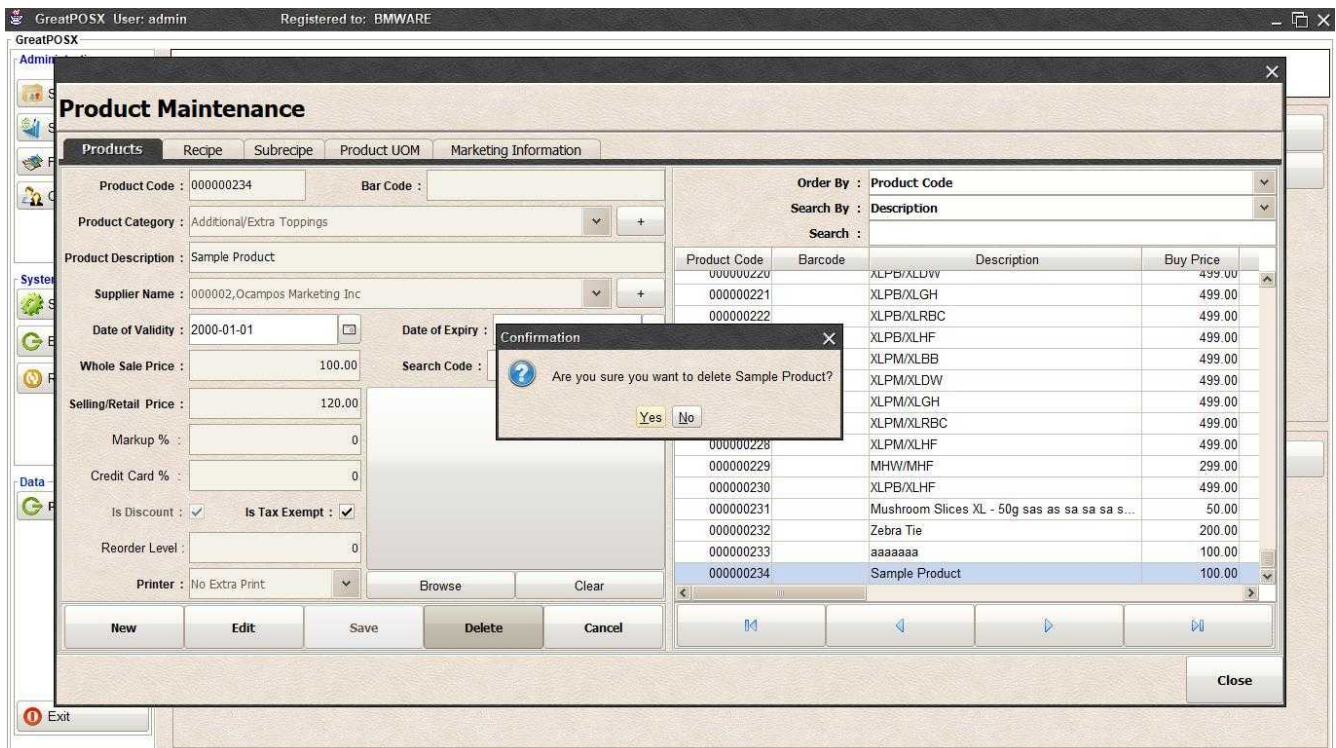 GreatPOSX User: admin Registered to: BMWARE
GreatPOSX
Product Maintenance
Products Recipe Subrecipe Product UOM Marketing Information
Product Code : 000000234 Bar Code :
Product Category : Additional/Extra Toppings +
Product Description : Sample Product
Supplier Name : 000002,Ocampos Marketing Inc +
Date of Validity : 2000-01-01 Date of Expiry :
Whole Sale Price : 100.00 Search Code :
Selling/Retail Price : 120.00
Markup % : 0
Credit Card % : 0
Is Discount : Is Tax Exempt :
Reorder Level : 0
Printer : No Extra Print Browse Clear
New Edit Save Delete Cancel
Order By : Product Code
Search By : Description
Search :
Product Code Barcode Description Buy Price
000000220 XLPB/XLDW 499.00
000000221 XLPB/XLGH 499.00
000000222 XLPB/XLRBC 499.00
XLPB/XLHF 499.00
XLPM/XLBB 499.00
XLPM/XLDW 499.00
XLPM/XLGH 499.00
XLPM/XLRBC 499.00
000000228 XLPM/XLHF 499.00
000000229 MHW/MHF 299.00
000000230 XLPB/XLHF 499.00
000000231 Mushroom Slices XL - 50g sas as sa sa sa s... 50.00
000000232 Zebra Tie 200.00
000000233 aaaaaaa 100.00
000000234 Sample Product 100.00
Confirmation
Are you sure you want to delete Sample Product?
Yes No
Close
Data
Exit